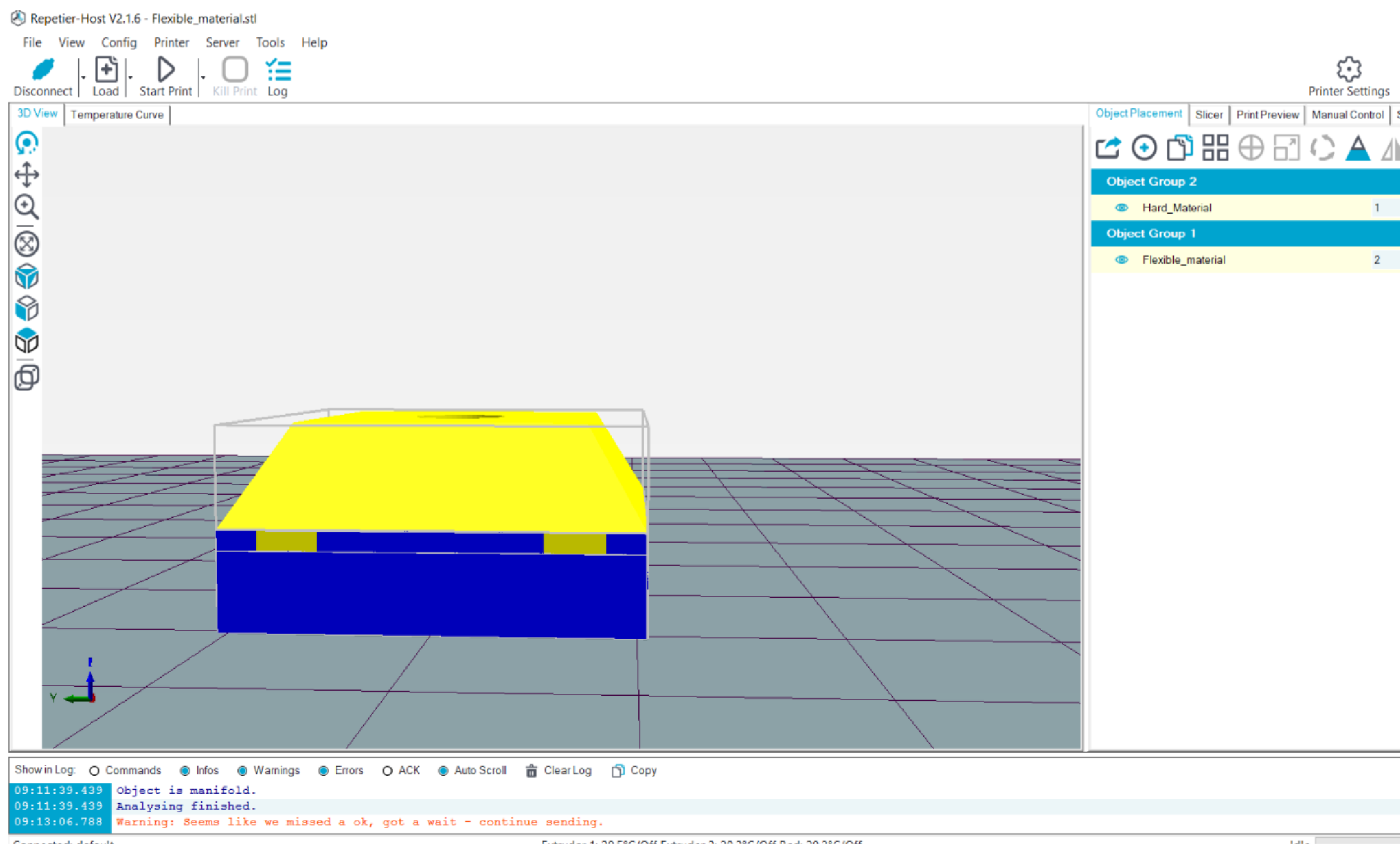 Repetier-Host V2.1.6 - Flexible_material.stl
File View Config Printer Server Tools Help
Disconnect Load Start Print Kill Print Log Printer Settings
3D View Temperature Curve
Object Placement Slicer Print Preview Manual Control
Object Group 2
Hard_Material 1
Object Group 1
Flexible_material 2
Y
Show in Log: Commands Infos Warnings Errors ACK Auto Scroll Clear Log Copy
09:11:39.439 Object is manifold.
09:11:39.439 Analysing finished.
09:13:06.788 Warning: Seems like we missed a ok, got a wait - continue sending.